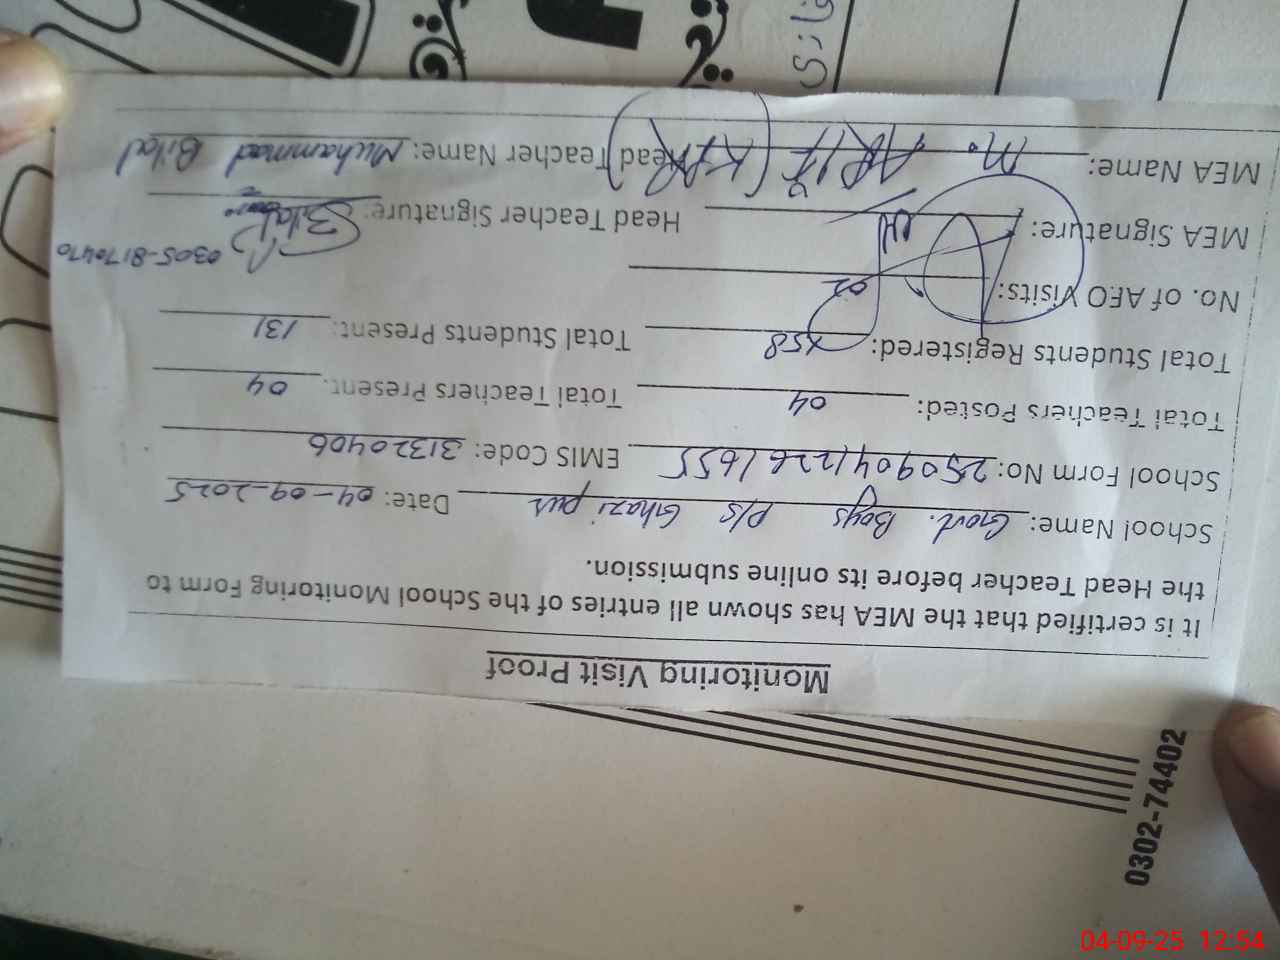 Monitoring Visit Proof
It is certified that the MEA has shown all entries of the School Monitoring Form to
the Head Teacher before its online submission.
School Name: Govt. Boys P/S Ghazi pur Date: 04-09-2025
School Form No: 25090412261655 EMIS Code: 31320406
Total Teachers Posted: 04 Total Teachers Present: 04
Total Students Registered: 158 Total Students Present: 131
No. of AEO Visits: 02
0305-8170470
MEA Signature: Head Teacher Signature: Bilal
MEA Name: M. Head Teacher Name: Muhammad Bilal
0302-74402
04-09-25 12:54